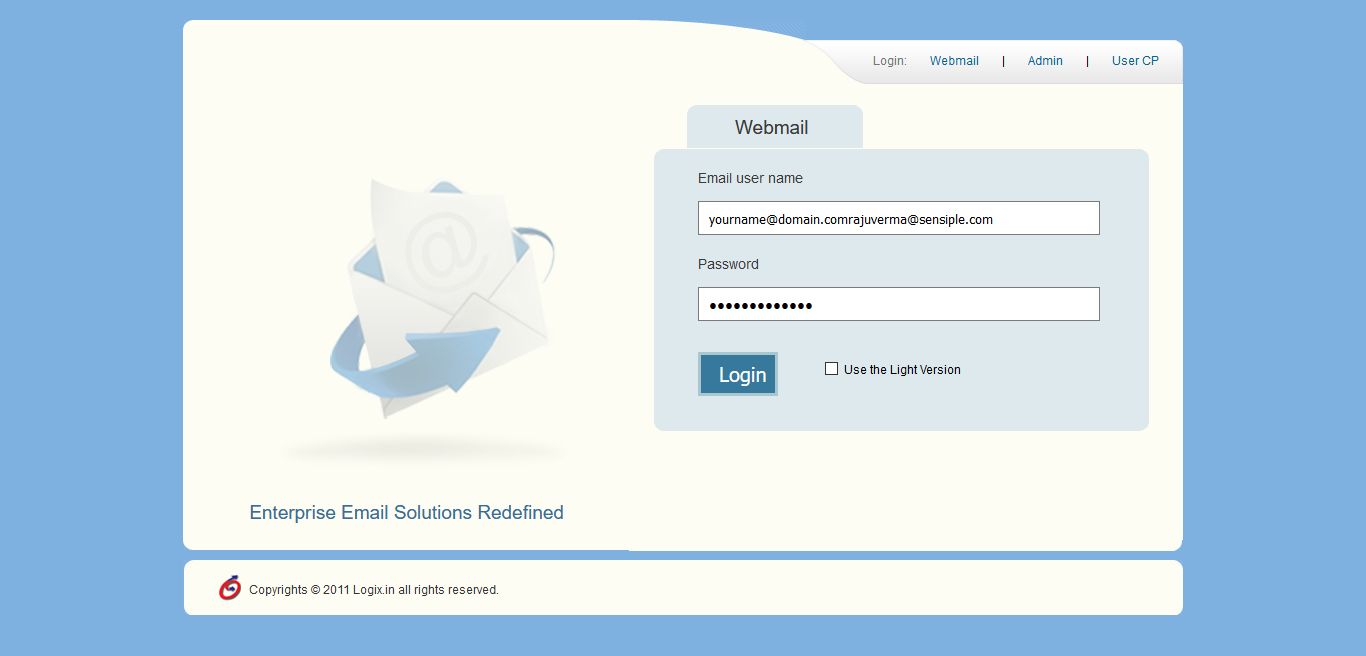 Login: Webmail | Admin | User CP
Webmail
Email user name
yourname@domain.comrajuverma@sensiple.com
Password
•••••••••••••
Login
Use the Light Version
@
Enterprise Email Solutions Redefined
Copyrights © 2011 Logix.in all rights reserved.